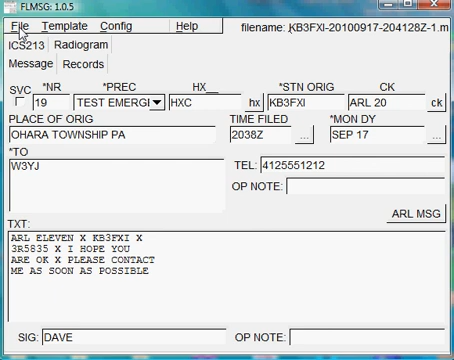 FLMSG: 1.0.5
File Template Config Help filename: KB3FXI-20100917-204128Z-1.m
ICS213 Radiogram
Message Records
SVC *NR *PREC HX__ *STN ORIG CK
19 TEST EMERGI HXC hx KB3FXI ARL 20 ck
PLACE OF ORIG TIME FILED *MON DY
OHARA TOWNSHIP PA 2038Z ... SEP 17 ...
*TO
W3YJ TEL: 4125551212
OP NOTE:
ARL MSG
TXT:
ARL ELEVEN X KB3FXI X
3R5835 X I HOPE YOU
ARE OK X PLEASE CONTACT
ME AS SOON AS POSSIBLE
SIG: DAVE OP NOTE: